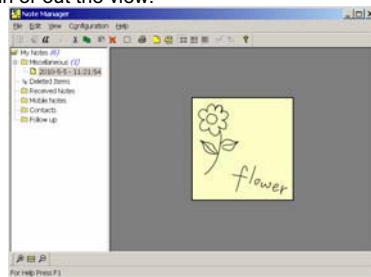 n or out the view.
Note Manager
File Edit View Configuration Help
My Notes (6)
Miscellaneous (1)
2010-5-5 - 11:21:54
Deleted Items
Received Notes
Mobile Notes
Contacts
Follow up
flower
For Help Press F1